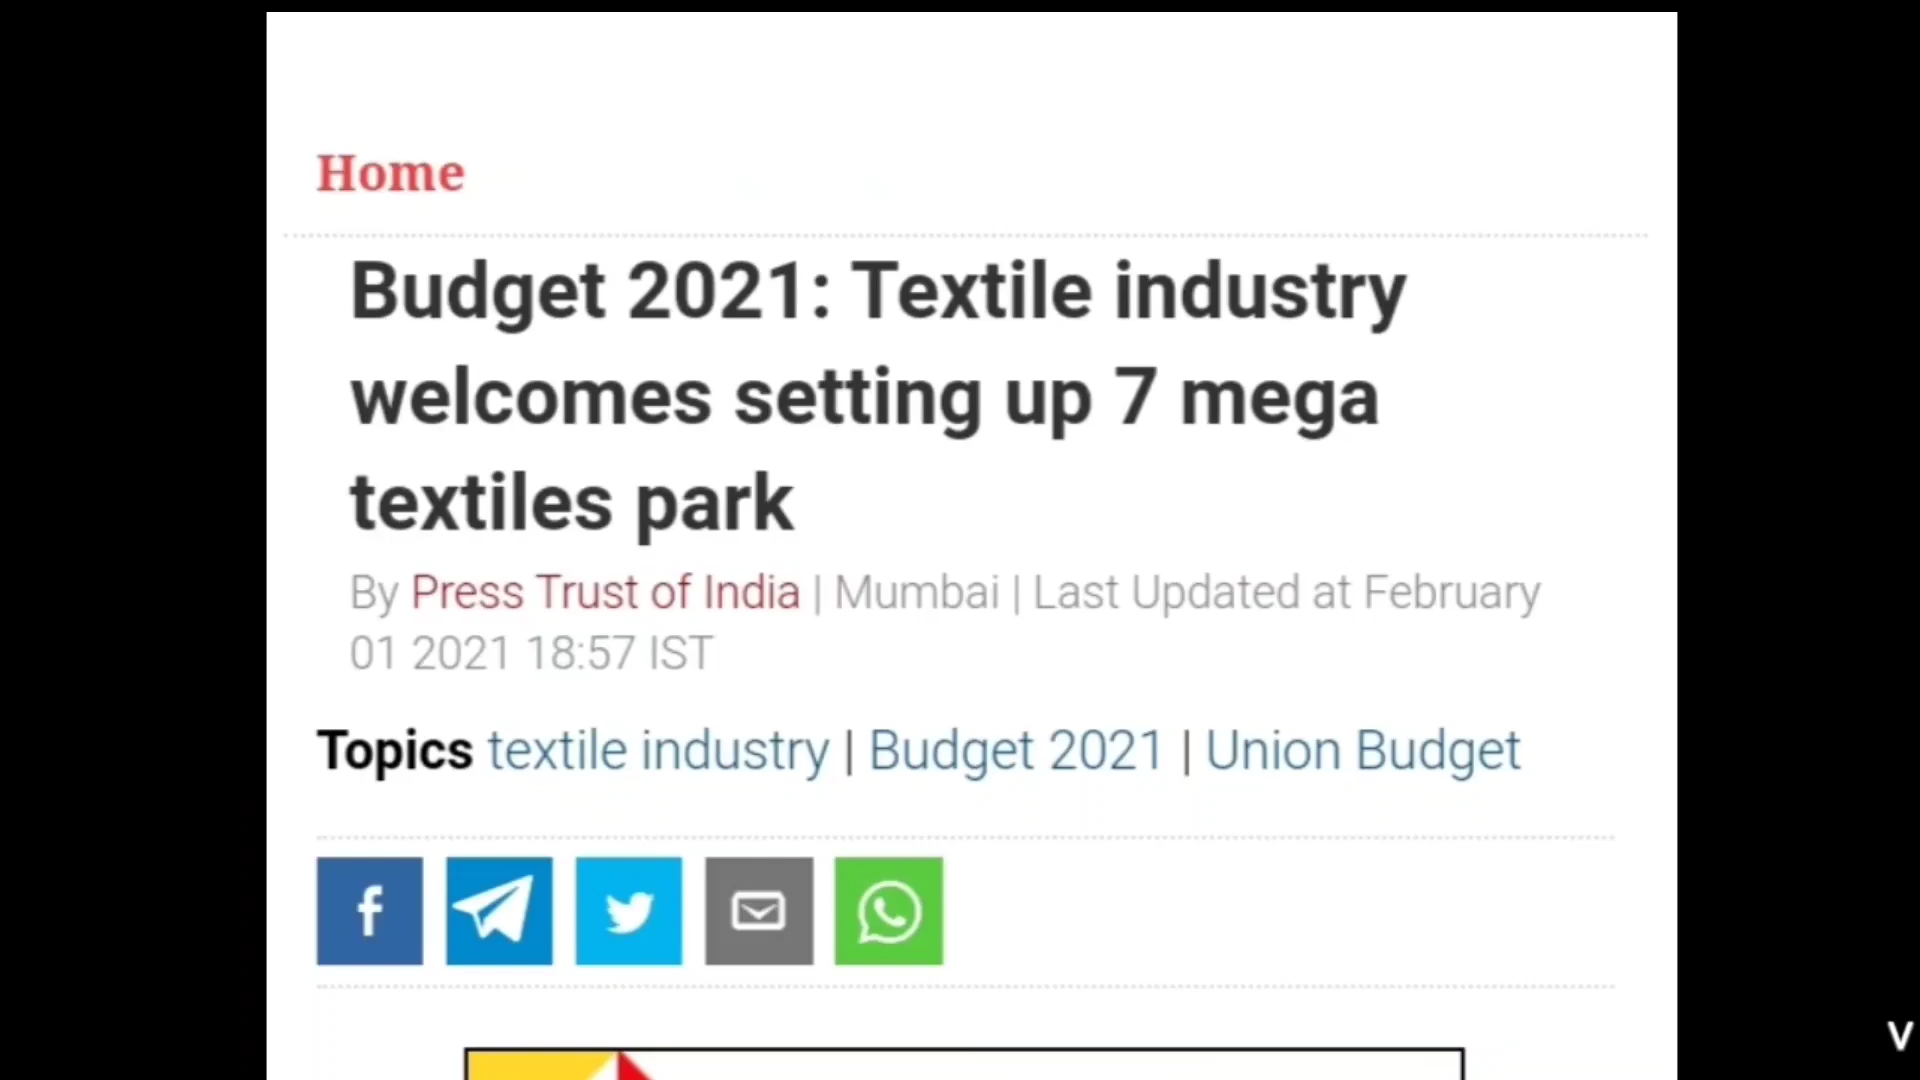 Home
Budget 2021: Textile industry
welcomes setting up 7 mega
textiles park
By Press Trust of India | Mumbai | Last Updated at February
01 2021 18:57 IST
Topics textile industry | Budget 2021 | Union Budget
V